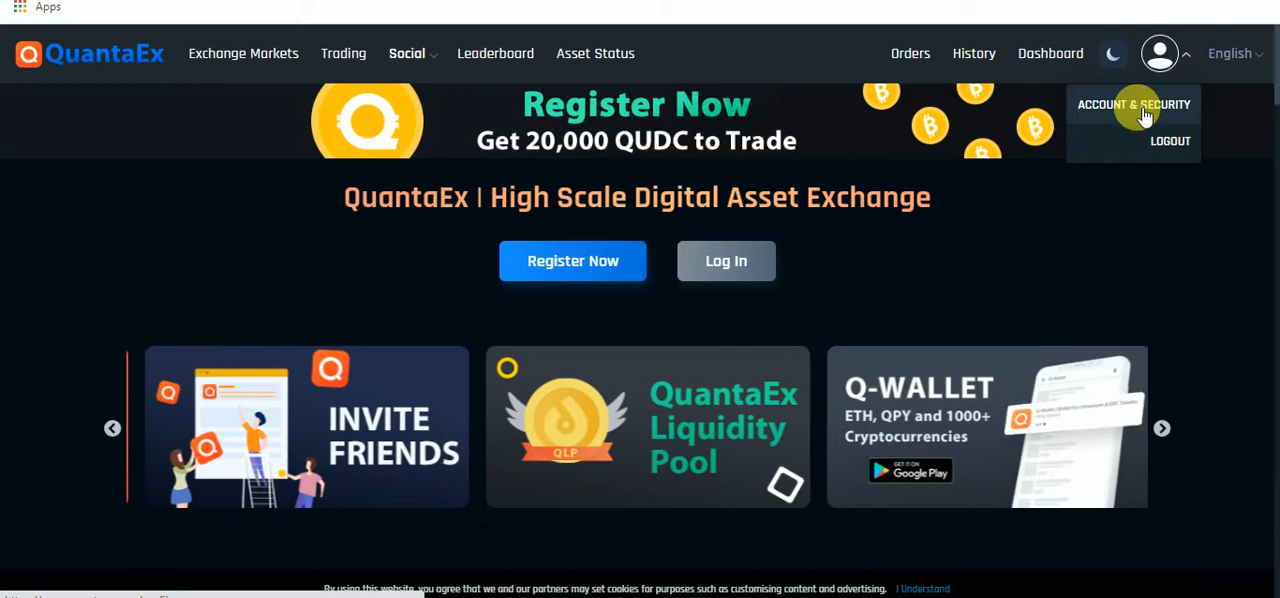 Apps
QuantaEx Exchange Markets Trading Social Leaderboard Asset Status Orders History Dashboard English
Register Now
Get 20,000 QUDC to Trade
ACCOUNT & SECURITY
LOGOUT
QuantaEx | High Scale Digital Asset Exchange
Register Now Log In
INVITE
FRIENDS
QLP
QuantaEx
Liquidity
Pool
Q-WALLET
ETH, QPY and 1000+
Cryptocurrencies
GET IT ON
Google Play
By using this website, you agree that we and our partners may set cookies for purposes such as customising content and advertising. I Understand